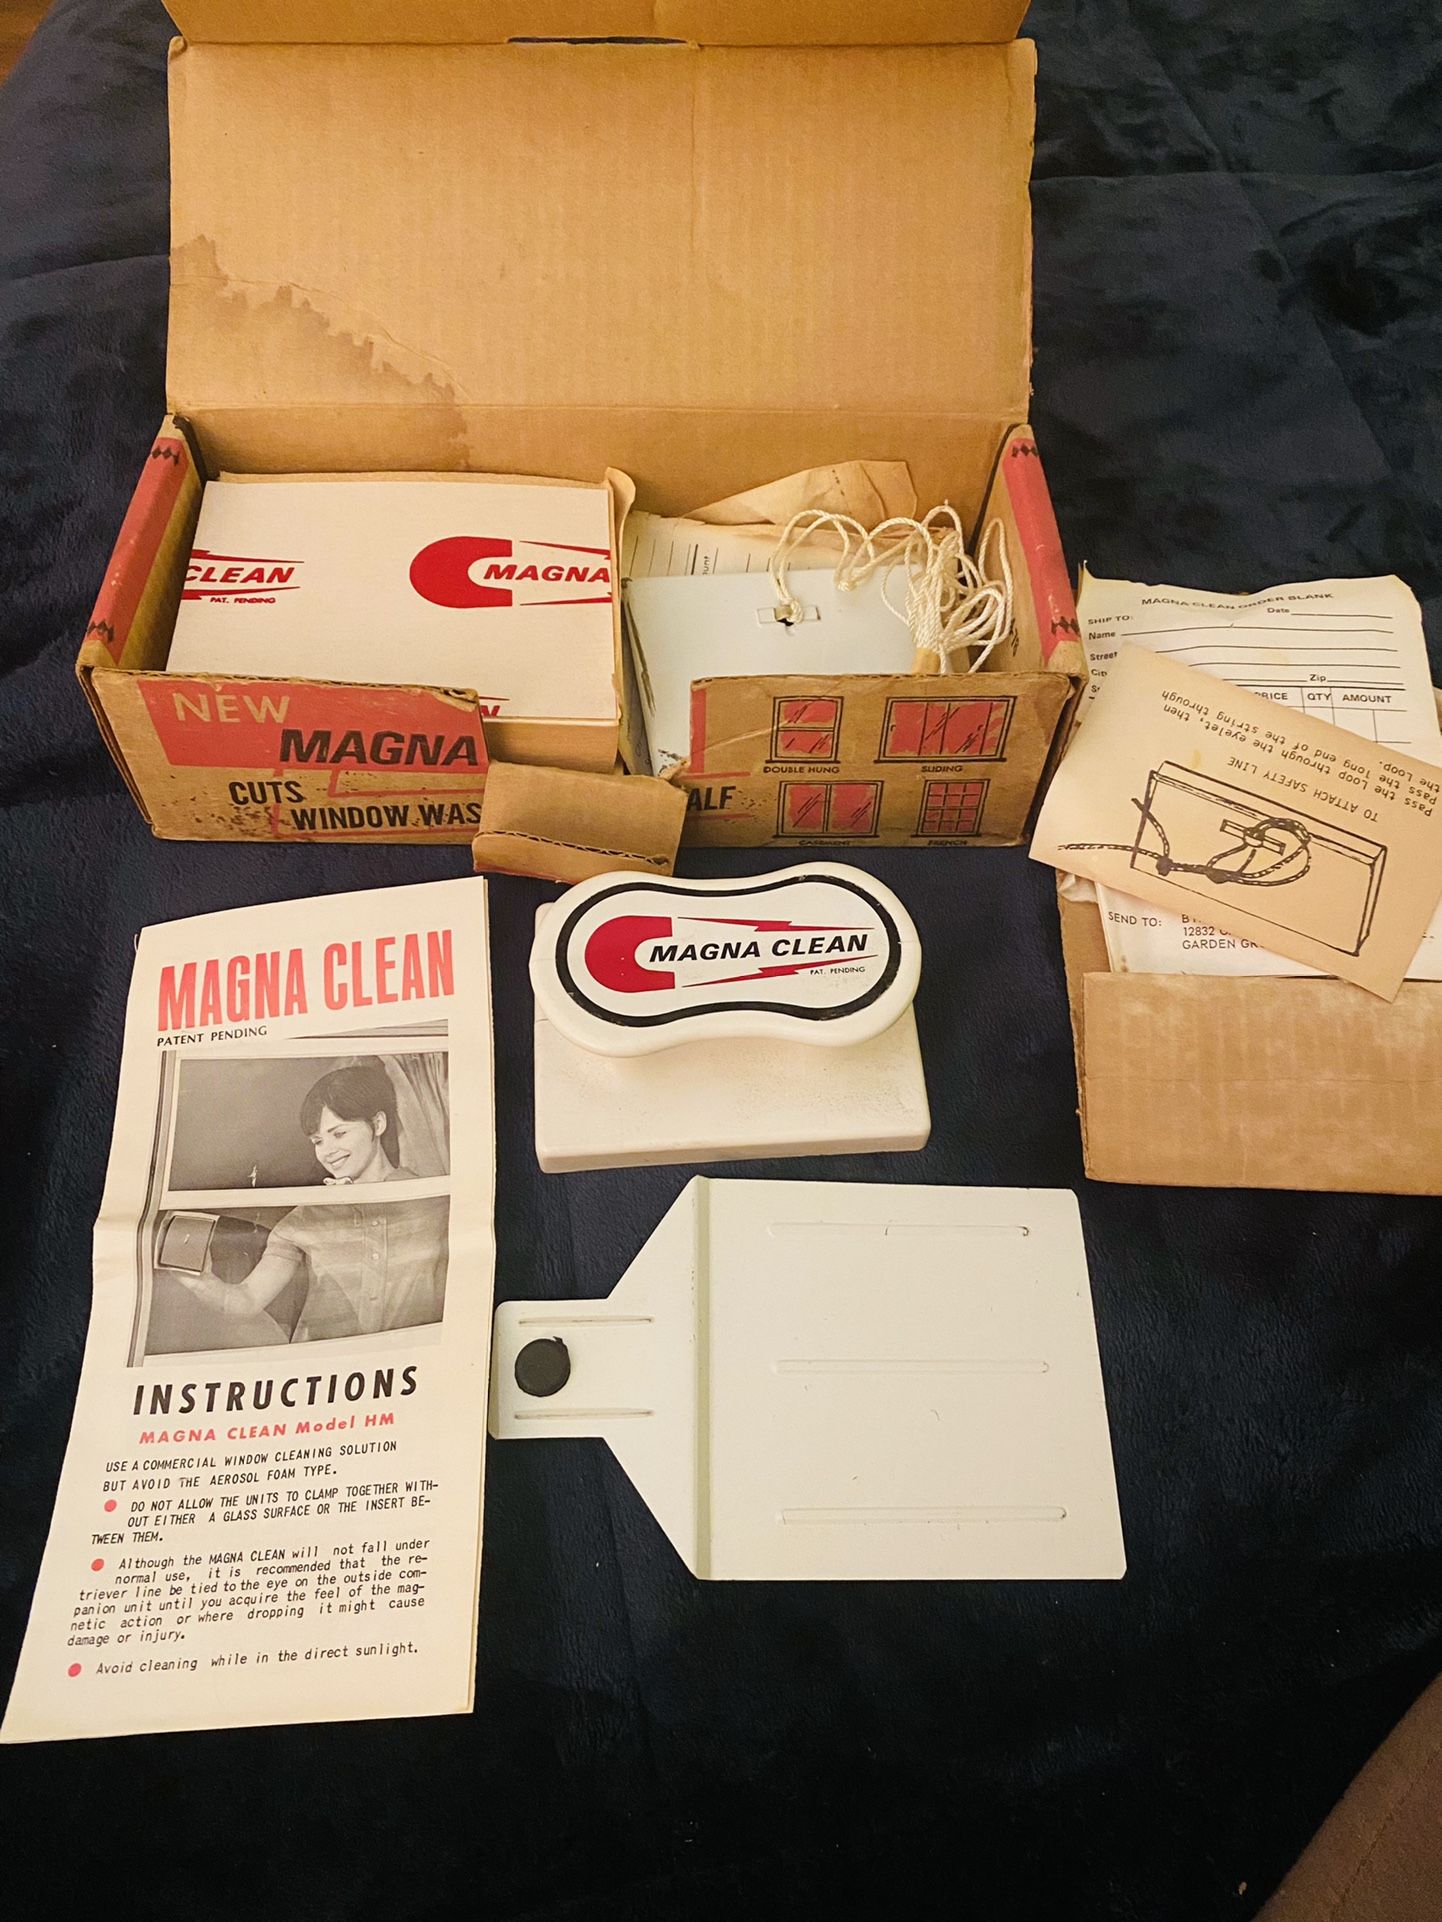 CLEAN
PAT. PENDING
MAGNA
NEW
MAGNA
CUTS
WINDOW WAS
ALF
DOUBLE HUNG
SLIDING
CASEMENT
FRENCH
MAGNA CLEAN ORDER BLANK
Date
SHIP TO:
Name
Street
Zip
PRICE QTY AMOUNT
TO ATTACH SAFETY LINE
Pass the loop through the eyelet, then
pass the long end of the string through
the loop.
SEND TO:
12832
GARDEN GR
MAGNA CLEAN
PAT. PENDING
MAGNA CLEAN
PATENT PENDING
INSTRUCTIONS
MAGNA CLEAN Model HM
USE A COMMERCIAL WINDOW CLEANING SOLUTION
BUT AVOID THE AEROSOL FOAM TYPE.
● DO NOT ALLOW THE UNITS TO CLAMP TOGETHER WITH-
OUT EITHER A GLASS SURFACE OR THE INSERT BE-
TWEEN THEM.
● Although the MAGNA CLEAN will not fall under
normal use, it is recommended that the re-
triever line be tied to the eye on the outside com-
panion unit until you acquire the feel of the mag-
netic action or where dropping it might cause
damage or injury.
● Avoid cleaning while in the direct sunlight.